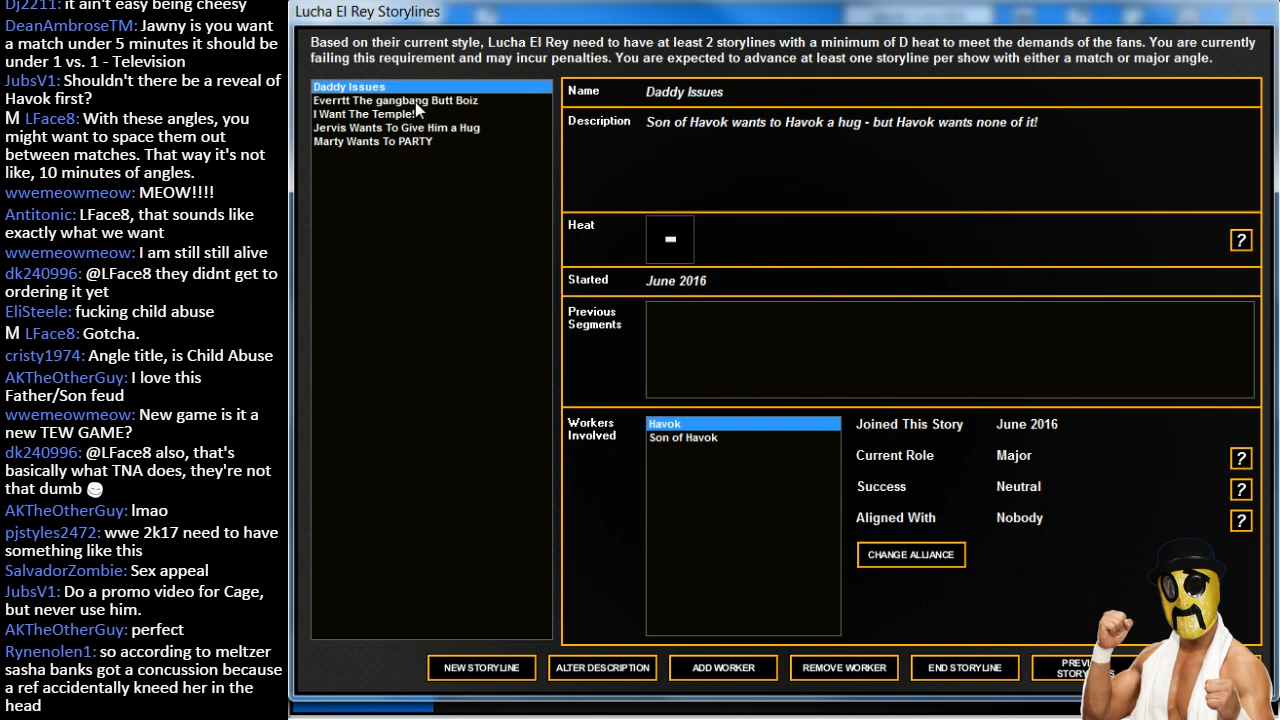 Dj2211: it ain't easy being cheesy
DeanAmbroseTM: Jawny is you want
a match under 5 minutes it should be
under 1 vs. 1 - Television
JubsV1: Shouldn't there be a reveal of
Havok first?
M LFace8: With these angles, you
might want to space them out
between matches. That way it's not
like, 10 minutes of angles.
wwemeowmeow: MEOW!!!!
Antitonic: LFace8, that sounds like
exactly what we want
wwemeowmeow: I am still still alive
dk240996: @LFace8 they didnt get to
ordering it yet
EliSteele: fucking child abuse
M LFace8: Gotcha.
cristy1974: Angle title, is Child Abuse
AKTheOtherGuy: I love this
Father/Son feud
wwemeowmeow: New game is it a
new TEW GAME?
dk240996: @LFace8 also, that's
basically what TNA does, they're not
that dumb
AKTheOtherGuy: lmao
pjstyles2472: wwe 2k17 need to have
something like this
SalvadorZombie: Sex appeal
JubsV1: Do a promo video for Cage,
but never use him.
AKTheOtherGuy: perfect
Rynenolen1: so according to meltzer
sasha banks got a concussion because
a ref accidentally kneed her in the
head
Lucha El Rey Storylines
Based on their current style, Lucha El Rey need to have at least 2 storylines with a minimum of D heat to meet the demands of the fans. You are currently
failing this requirement and may incur penalties. You are expected to advance at least one storyline per show with either a match or major angle.
Daddy Issues
Everrtt The gangbang Butt Boiz
I Want The Temple!
Jervis Wants To Give Him a Hug
Marty Wants To PARTY
Name Daddy Issues
Description Son of Havok wants to Havok a hug - but Havok wants none of it!
Heat - ?
Started June 2016
Previous
Segments
Workers
Involved
Havok
Son of Havok
Joined This Story June 2016
Current Role Major ?
Success Neutral ?
Aligned With Nobody ?
CHANGE ALLIANCE
NEW STORYLINE ALTER DESCRIPTION ADD WORKER REMOVE WORKER END STORYLINE